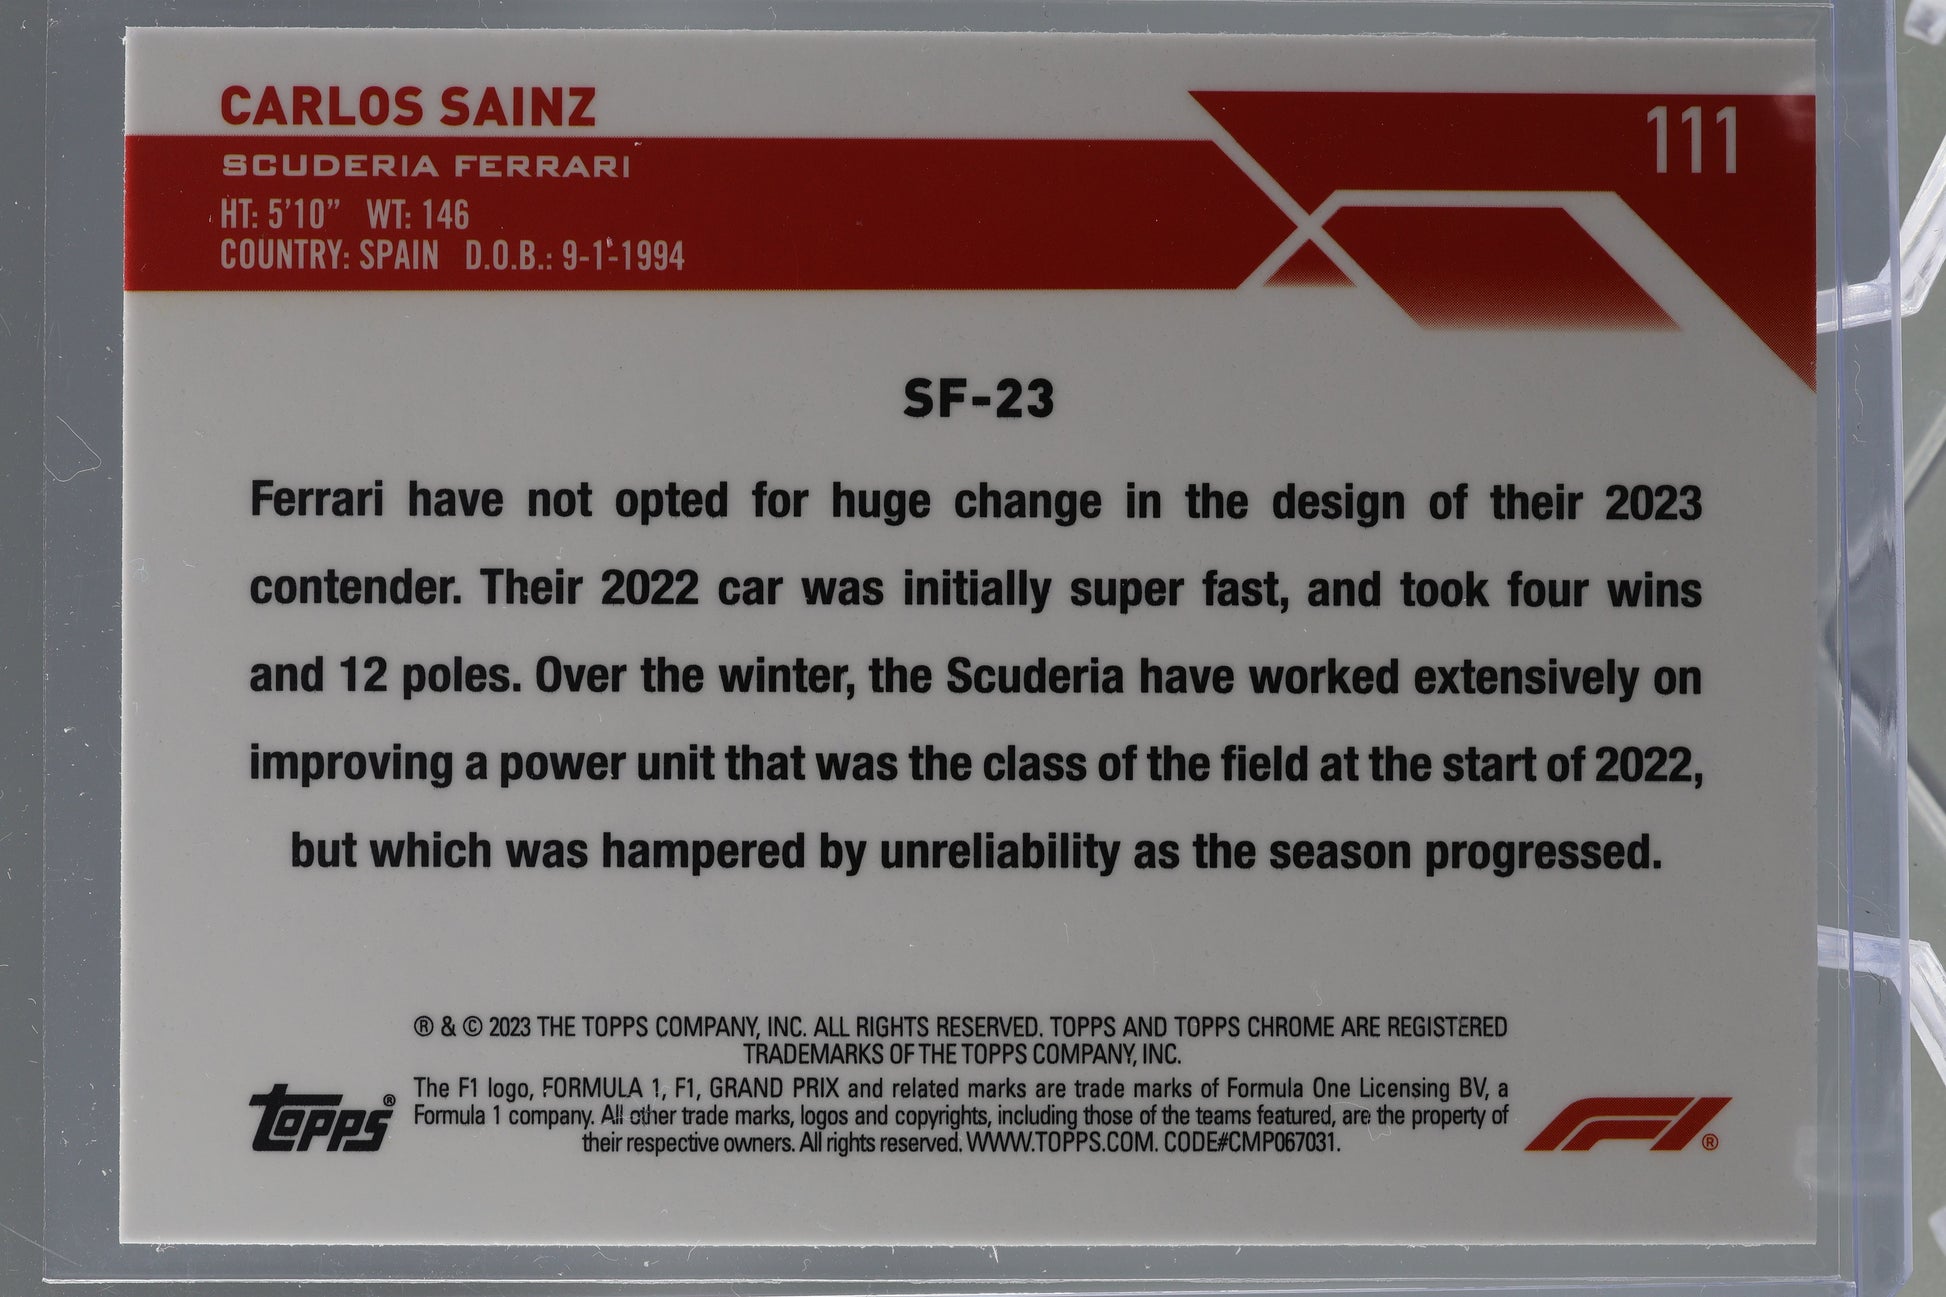 CARLOS SAINZ
111
SCUDERIA FERRARI
HT: 5'10" WT: 146
COUNTRY: SPAIN D.O.B.: 9-1-1994
SF-23
Ferrari have not opted for huge change in the design of their 2023
contender. Their 2022 car was initially super fast, and took four wins
and 12 poles. Over the winter, the Scuderia have worked extensively on
improving a power unit that was the class of the field at the start of 2022,
but which was hampered by unreliability as the season progressed.
® & © 2023 THE TOPPS COMPANY, INC. ALL RIGHTS RESERVED. TOPPS AND TOPPS CHROME ARE REGISTERED
TRADEMARKS OF THE TOPPS COMPANY, INC.
The F1 logo, FORMULA 1, F1, GRAND PRIX and related marks are trade marks of Formula One Licensing BV, a
Formula 1 company. All other trade marks, logos and copyrights, including those of the teams featured, are the property of
their respective owners. All rights reserved. WWW.TOPPS.COM. CODE#CMP067031.
topps®
F1®